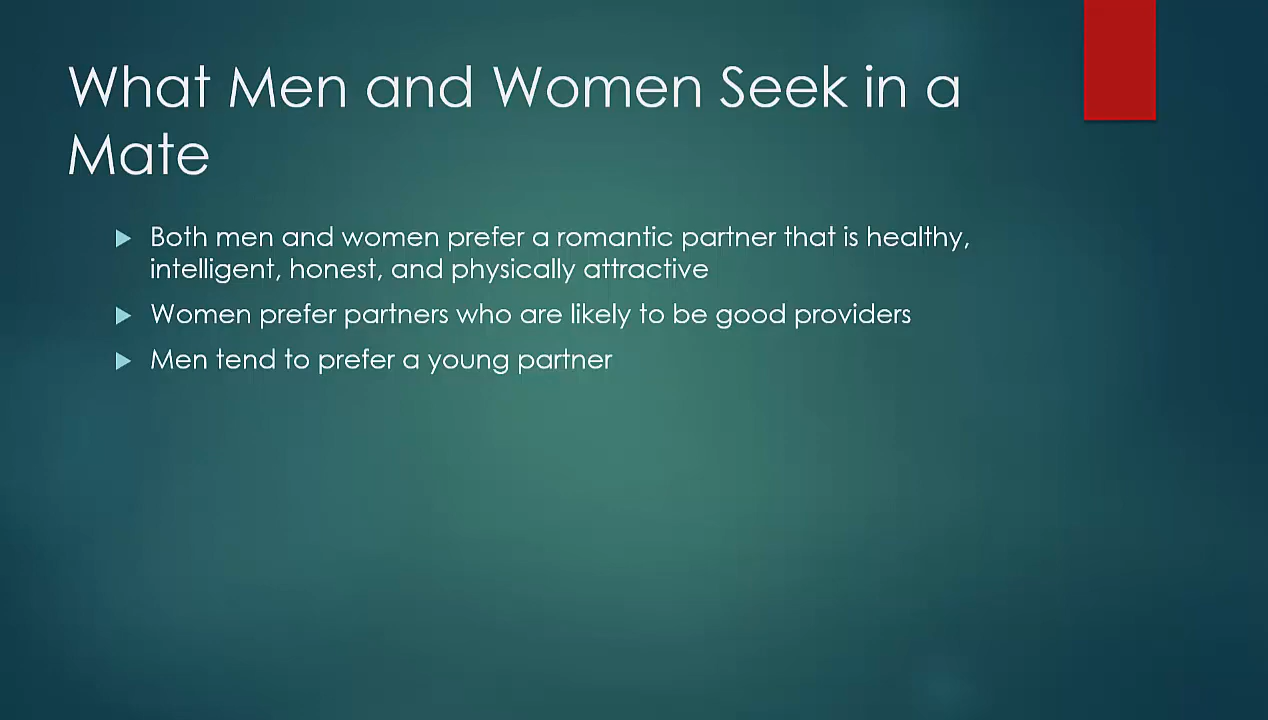 What Men and Women Seek in a
Mate
Both men and women prefer a romantic partner that is healthy,
intelligent, honest, and physically attractive
Women prefer partners who are likely to be good providers
Men tend to prefer a young partner